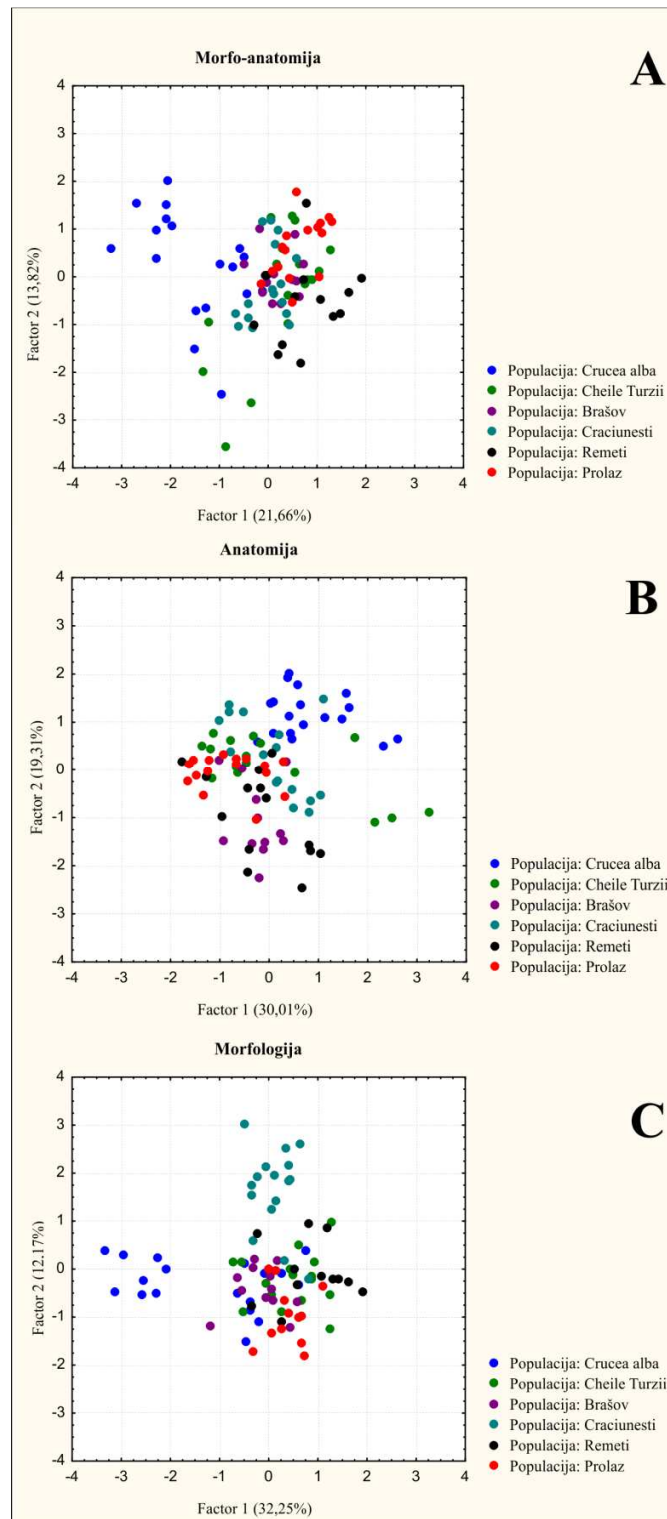 Morfo-anatomija
A
4
3
2
1
0
-1
-2
-3
-4
Factor 2 (13,82%)
-4 -3 -2 -1 0 1 2 3 4
Factor 1 (21,66%)
Populacija: Crucea alba
Populacija: Cheile Turzii
Populacija: Brašov
Populacija: Craciunesti
Populacija: Remeti
Populacija: Prolaz
Anatomija
B
4
3
2
1
0
-1
-2
-3
-4
Factor 2 (19,31%)
-4 -3 -2 -1 0 1 2 3 4
Factor 1 (30,01%)
Populacija: Crucea alba
Populacija: Cheile Turzii
Populacija: Brašov
Populacija: Craciunesti
Populacija: Remeti
Populacija: Prolaz
Morfologija
C
4
3
2
1
0
-1
-2
-3
-4
Factor 2 (12.17%)
-4 -3 -2 -1 0 1 2 3 4
Factor 1 (32,25%)
Populacija: Crucea alba
Populacija: Cheile Turzii
Populacija: Brašov
Populacija: Craciunesti
Populacija: Remeti
Populacija: Prolaz